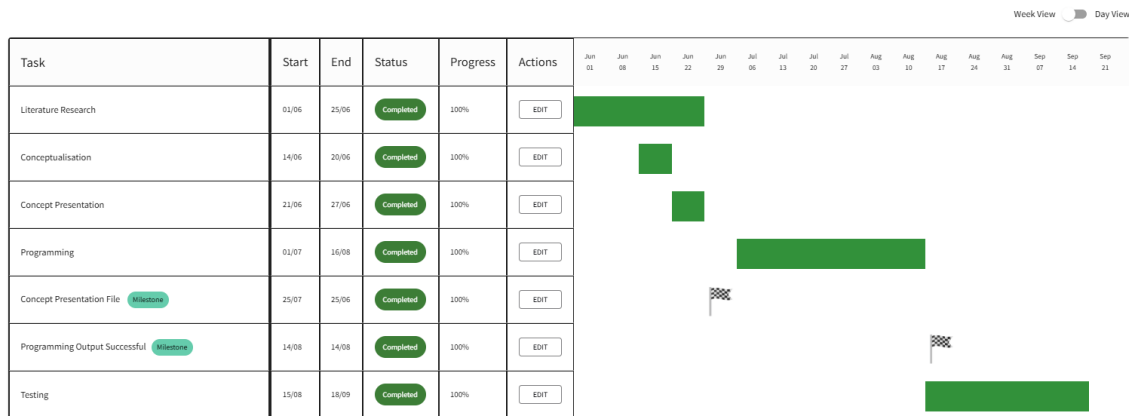 Week View Day View
Task Start End Status Progress Actions Jun 01 Jun 08 Jun 15 Jun 22 Jun 29 Jul 06 Jul 13 Jul 20 Jul 27 Aug 03 Aug 10 Aug 17 Aug 24 Aug 31 Sep 07 Sep 14 Sep 21
Literature Research 01/06 25/06 Completed 100% EDIT
Conceptualisation 14/06 20/06 Completed 100% EDIT
Concept Presentation 21/06 27/06 Completed 100% EDIT
Programming 01/07 16/08 Completed 100% EDIT
Concept Presentation File Milestone 25/07 25/06 Completed 100% EDIT
Programming Output Successful Milestone 14/08 14/08 Completed 100% EDIT
Testing 15/08 18/09 Completed 100% EDIT